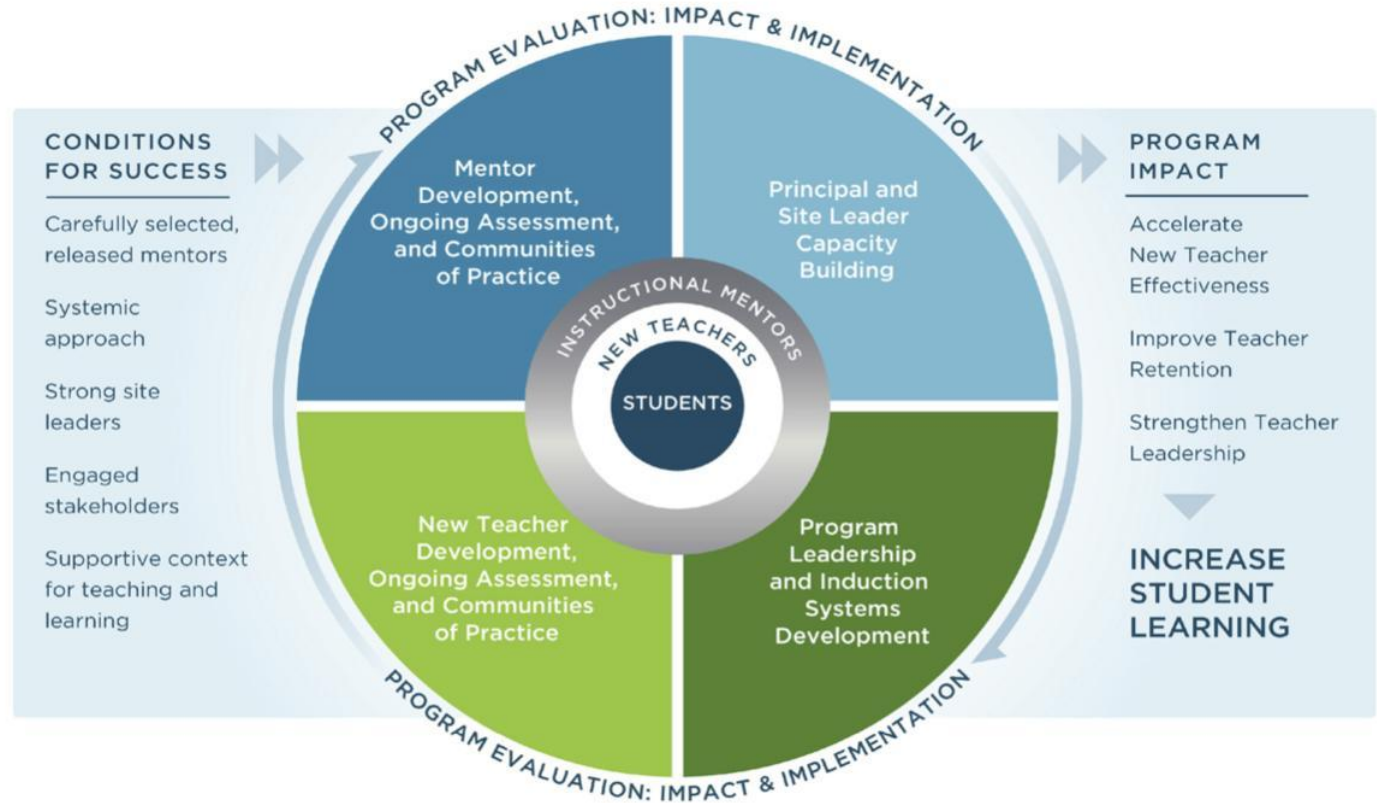 PROGRAM EVALUATION: IMPACT & IMPLEMENTATION
CONDITIONS
FOR SUCCESS
Carefully selected,
released mentors
Systemic
approach
Strong site
leaders
Engaged
stakeholders
Supportive context
for teaching and
learning
Mentor
Development,
Ongoing Assessment,
and Communities
of Practice
Principal and
Site Leader
Capacity
Building
INSTRUCTIONAL MENTORS
NEW TEACHERS
STUDENTS
New Teacher
Development,
Ongoing Assessment,
and Communities
of Practice
Program
Leadership
and Induction
Systems
Development
PROGRAM EVALUATION: IMPACT & IMPLEMENTATION
PROGRAM
IMPACT
Accelerate
New Teacher
Effectiveness
Improve Teacher
Retention
Strengthen Teacher
Leadership
INCREASE
STUDENT
LEARNING